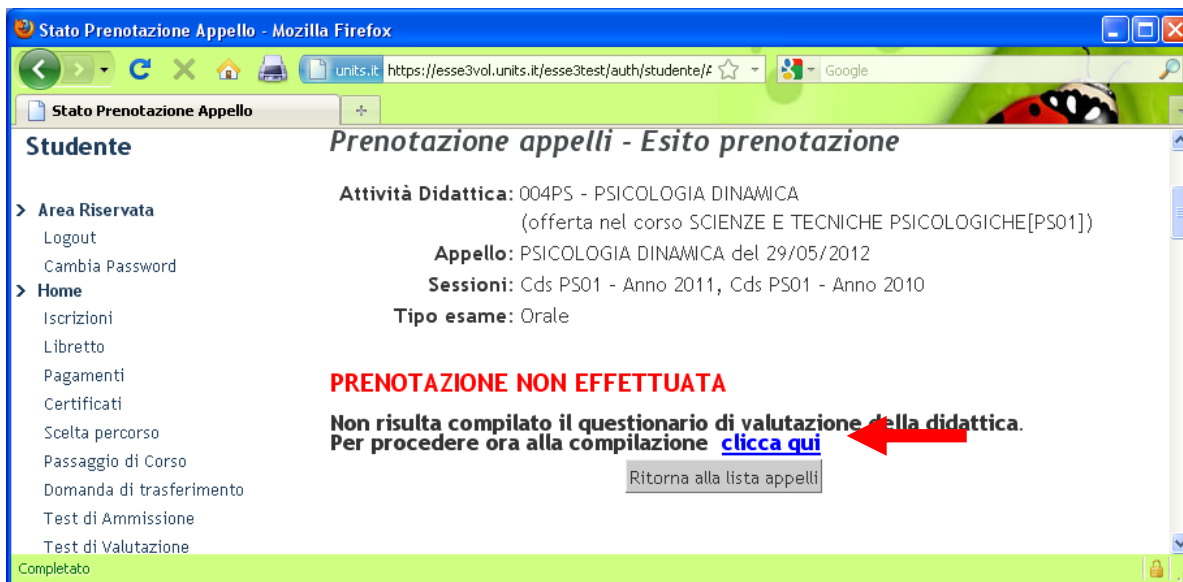 Stato Prenotazione Appello - Mozilla Firefox
units.it https://esse3vol.units.it/esse3test/auth/studente/A Google
Stato Prenotazione Appello
Studente
Area Riservata
Logout
Cambia Password
Home
Iscrizioni
Libretto
Pagamenti
Certificati
Scelta percorso
Passaggio di Corso
Domanda di trasferimento
Test di Ammissione
Test di Valutazione
Prenotazione appelli - Esito prenotazione
Attività Didattica: 004PS - PSICOLOGIA DINAMICA
(offerta nel corso SCIENZE E TECNICHE PSICOLOGICHE[PS01])
Appello: PSICOLOGIA DINAMICA del 29/05/2012
Sessioni: Cds PS01 - Anno 2011, Cds PS01 - Anno 2010
Tipo esame: Orale
PRENOTAZIONE NON EFFETTUATA
Non risulta compilato il questionario di valutazione della didattica.
Per procedere ora alla compilazione clicca qui
Ritorna alla lista appelli
Completato